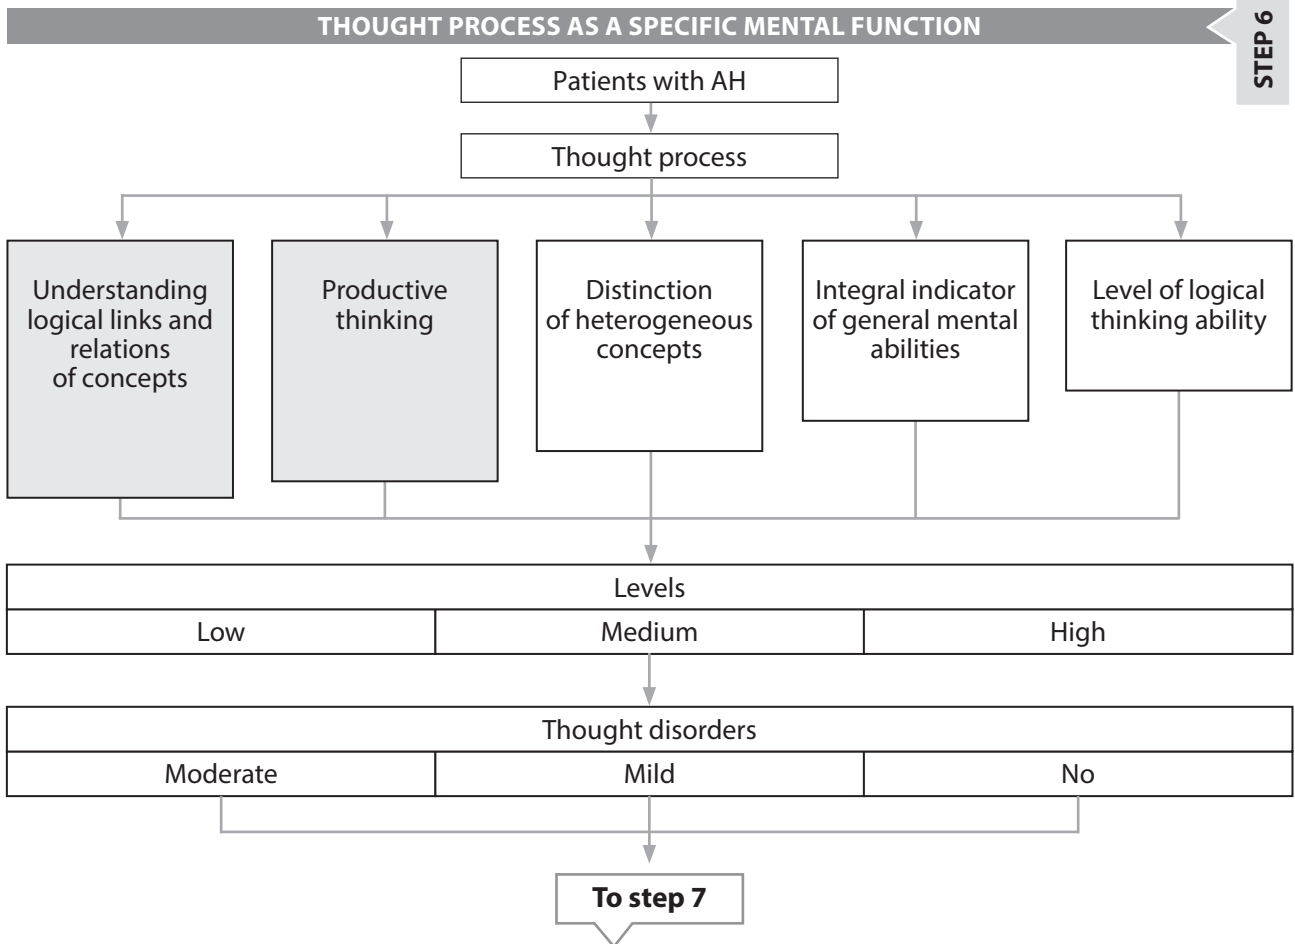 THOUGHT PROCESS AS A SPECIFIC MENTAL FUNCTION
STEP 6
Patients with AH
Thought process
Understanding
logical links and
relations
of concepts
Productive
thinking
Distinction
of heterogeneous
concepts
Integral indicator
of general mental
abilities
Level of logical
thinking ability
Levels
Low
Medium
High
Thought disorders
Moderate
Mild
No
To step 7